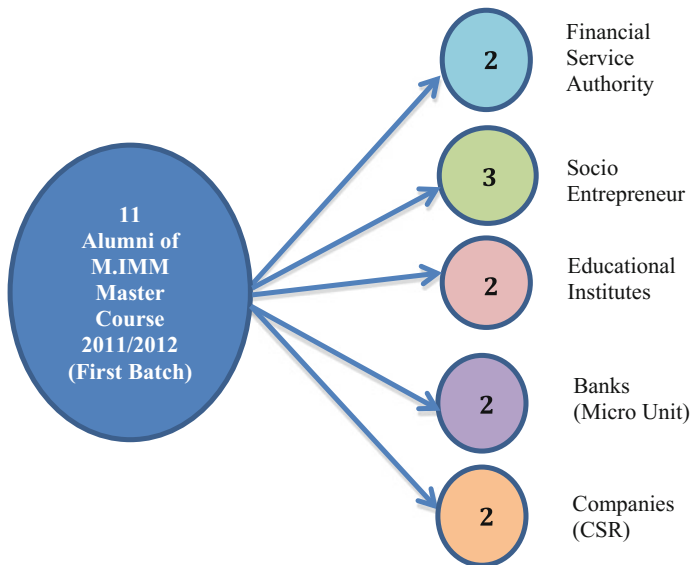 11
Alumni of
M.IMM
Master
Course
2011/2012
(First Batch)
2
Financial
Service
Authority
3
Socio
Entrepreneur
2
Educational
Institutes
2
Banks
(Micro Unit)
2
Companies
(CSR)